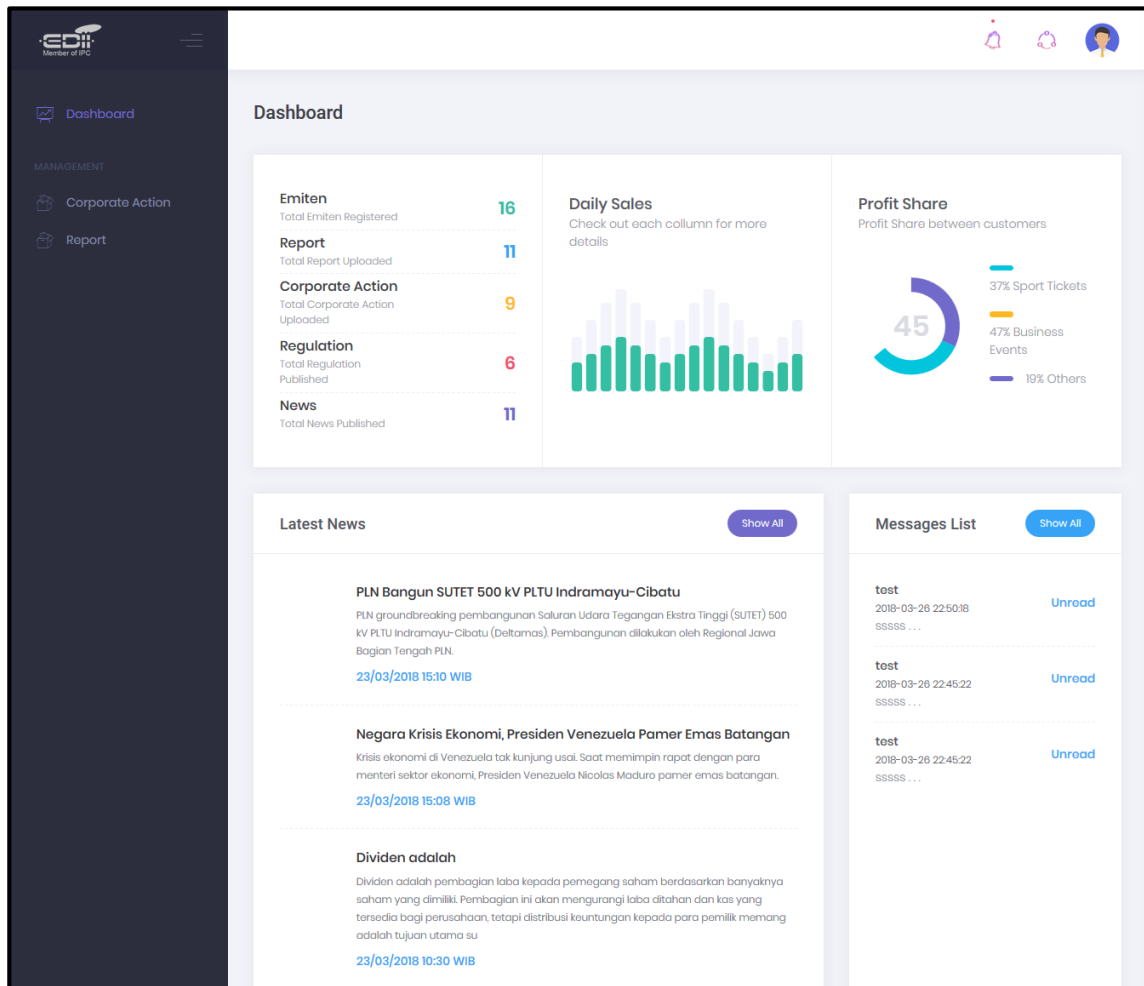 EDii
Member of IPC
Dashboard
MANAGEMENT
Corporate Action
Report
Dashboard
Emiten
Total Emiten Registered
16
Report
Total Report Uploaded
11
Corporate Action
Total Corporate Action
Uploaded
9
Regulation
Total Regulation
Published
6
News
Total News Published
11
Daily Sales
Check out each collumn for more
details
Profit Share
Profit Share between customers
45
37% Sport Tickets
47% Business
Events
19% Others
Latest News
Show All
PLN Bangun SUTET 500 kV PLTU Indramayu-Cibatu
PLN groundbreaking pembangunan Saluran Udara Tegangan Ekstra Tinggi (SUTET) 500
kV PLTU Indramayu-Cibatu (Deltamas). Pembangunan dilakukan oleh Regional Jawa
Bagian Tengah PLN.
23/03/2018 15:10 WIB
Negara Krisis Ekonomi, Presiden Venezuela Pamer Emas Batangan
Krisis ekonomi di Venezuela tak kunjung usai. Saat memimpin rapat dengan para
menteri sektor ekonomi, Presiden Venezuela Nicolas Maduro pamer emas batangan.
23/03/2018 15:08 WIB
Dividen adalah
Dividen adalah pembagian laba kepada pemegang saham berdasarkan banyaknya
saham yang dimiliki. Pembagian ini akan mengurangi laba ditahan dan kas yang
tersedia bagi perusahaan, tetapi distribusi keuntungan kepada para pemilik memang
adalah tujuan utama su
23/03/2018 10:30 WIB
Messages List
Show All
test
2018-03-26 22:50:18
sssss . . .
Unread
test
2018-03-26 22:45:22
sssss . . .
Unread
test
2018-03-26 22:45:22
sssss . . .
Unread